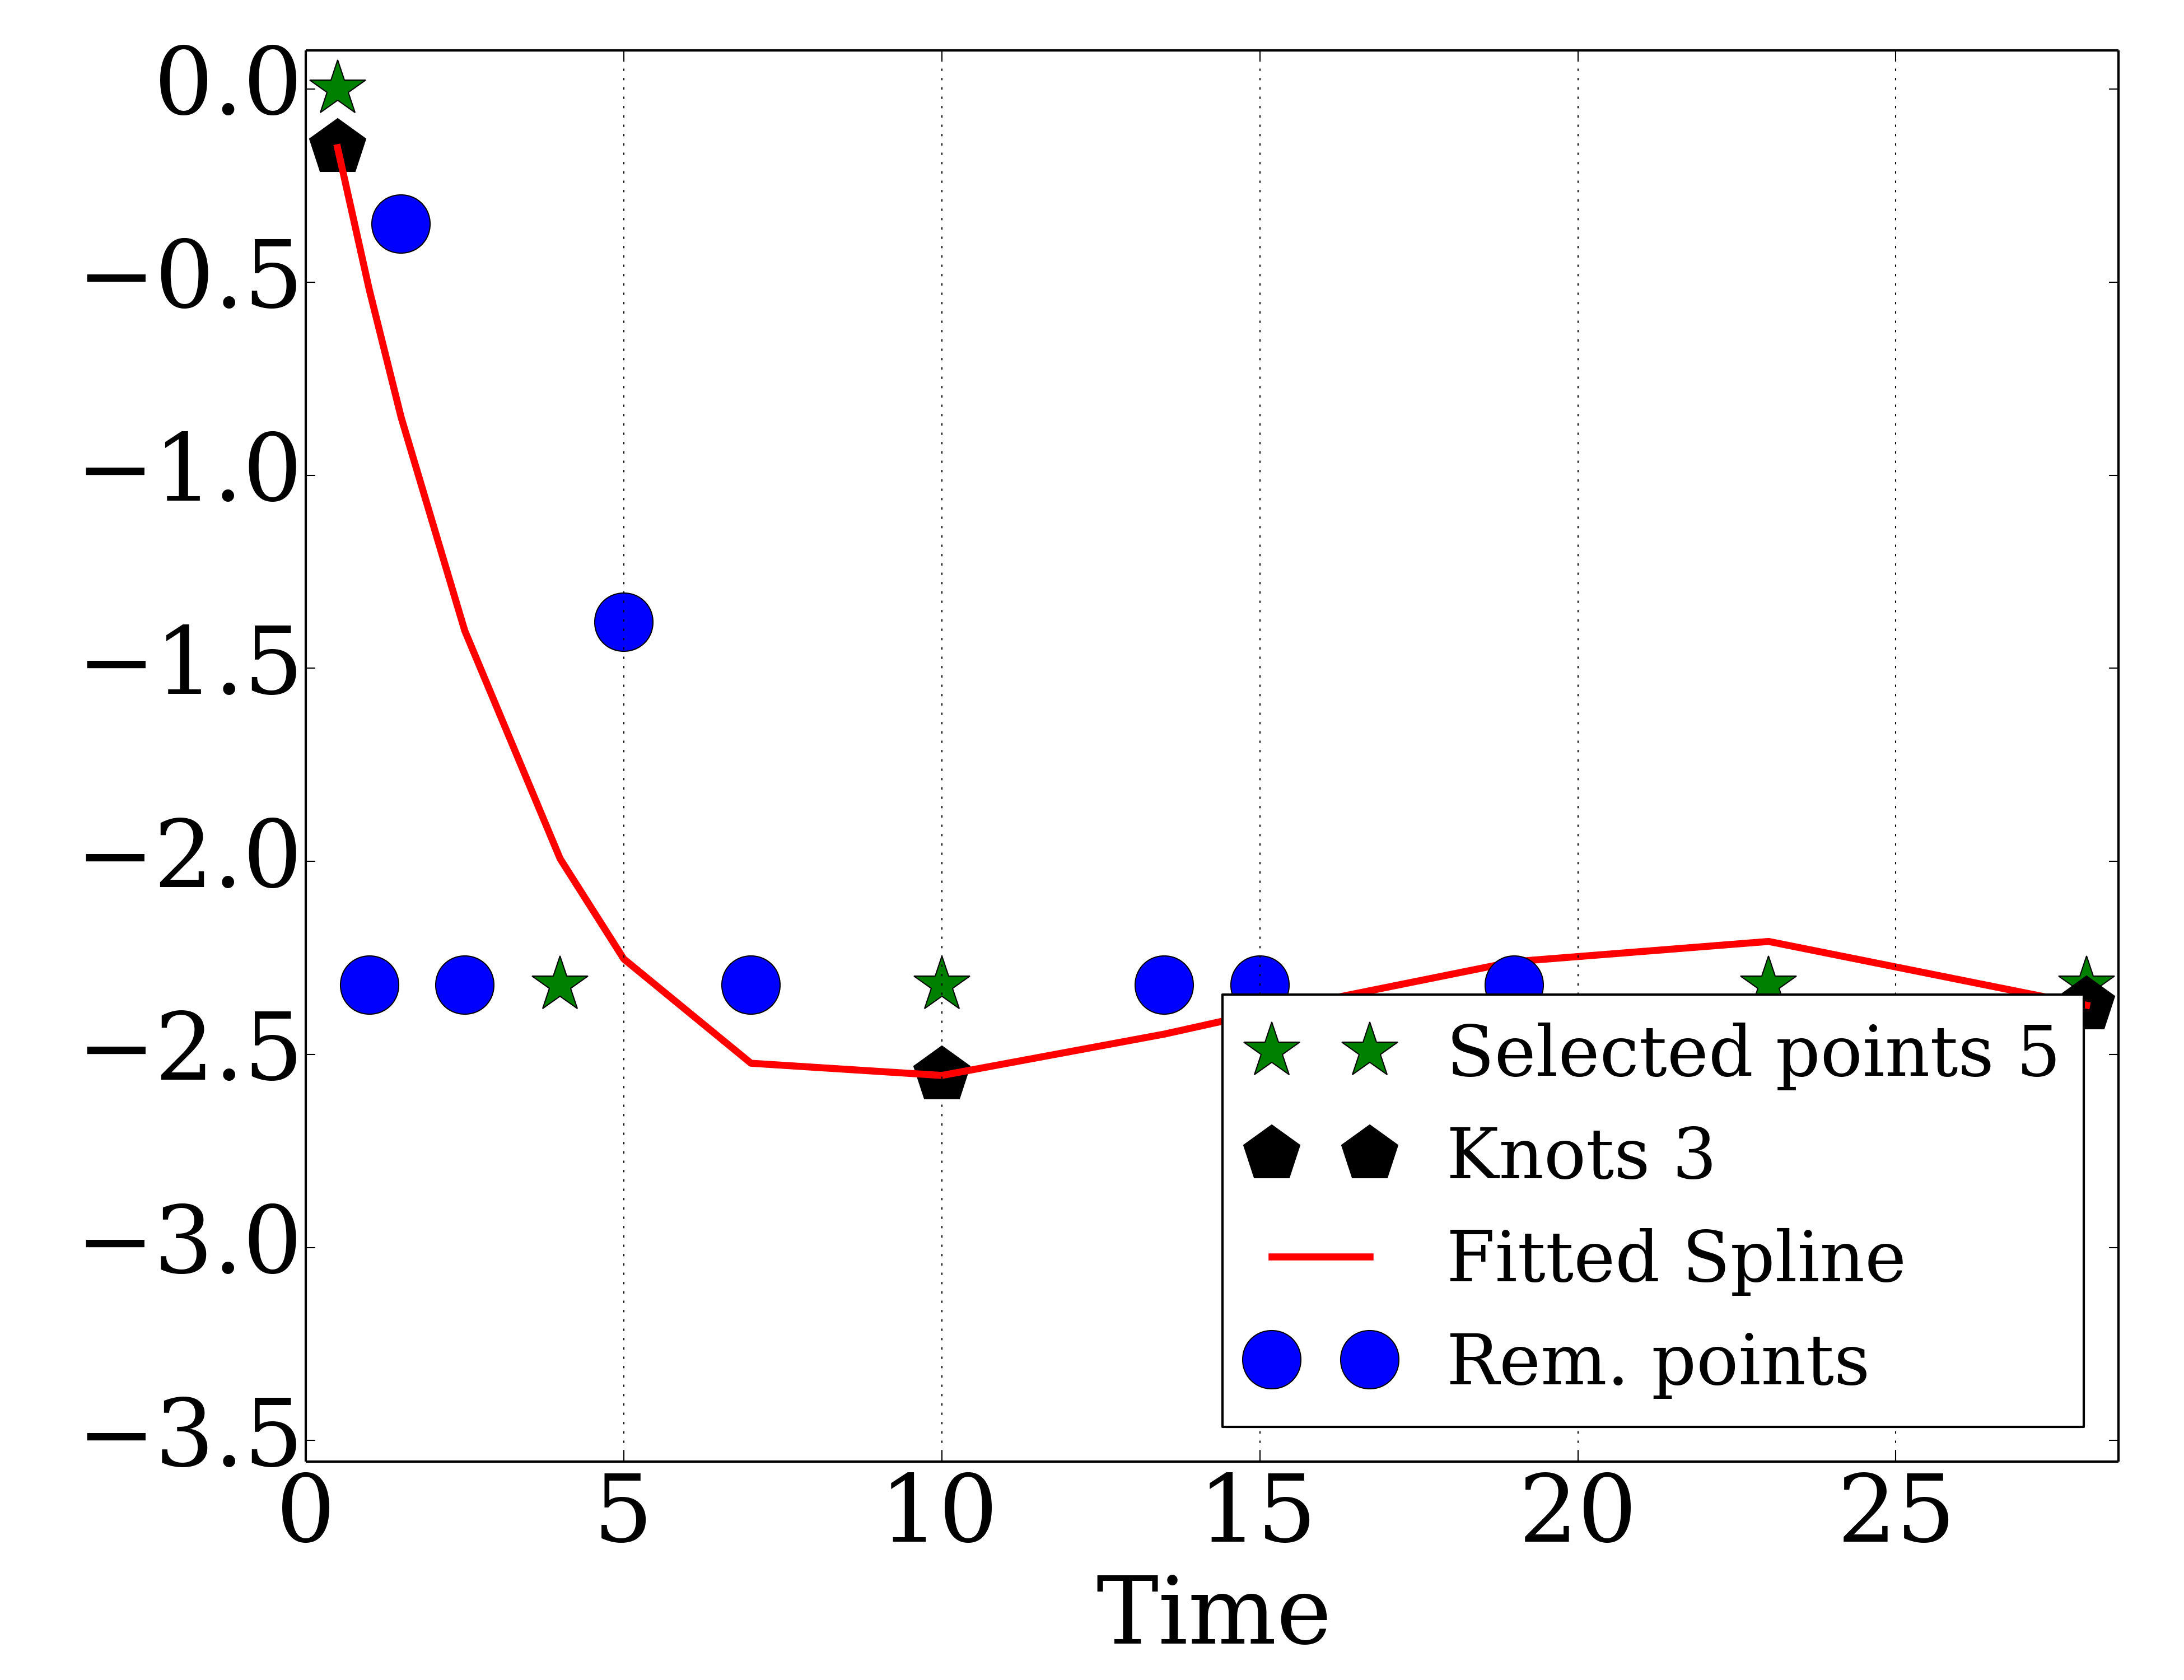 0.0
−0.5
−1.0
−1.5
−2.0
−2.5
−3.0
−3.5
Selected points 5
Knots 3
Fitted Spline
Rem. points
0 5 10 15 20 25
Time